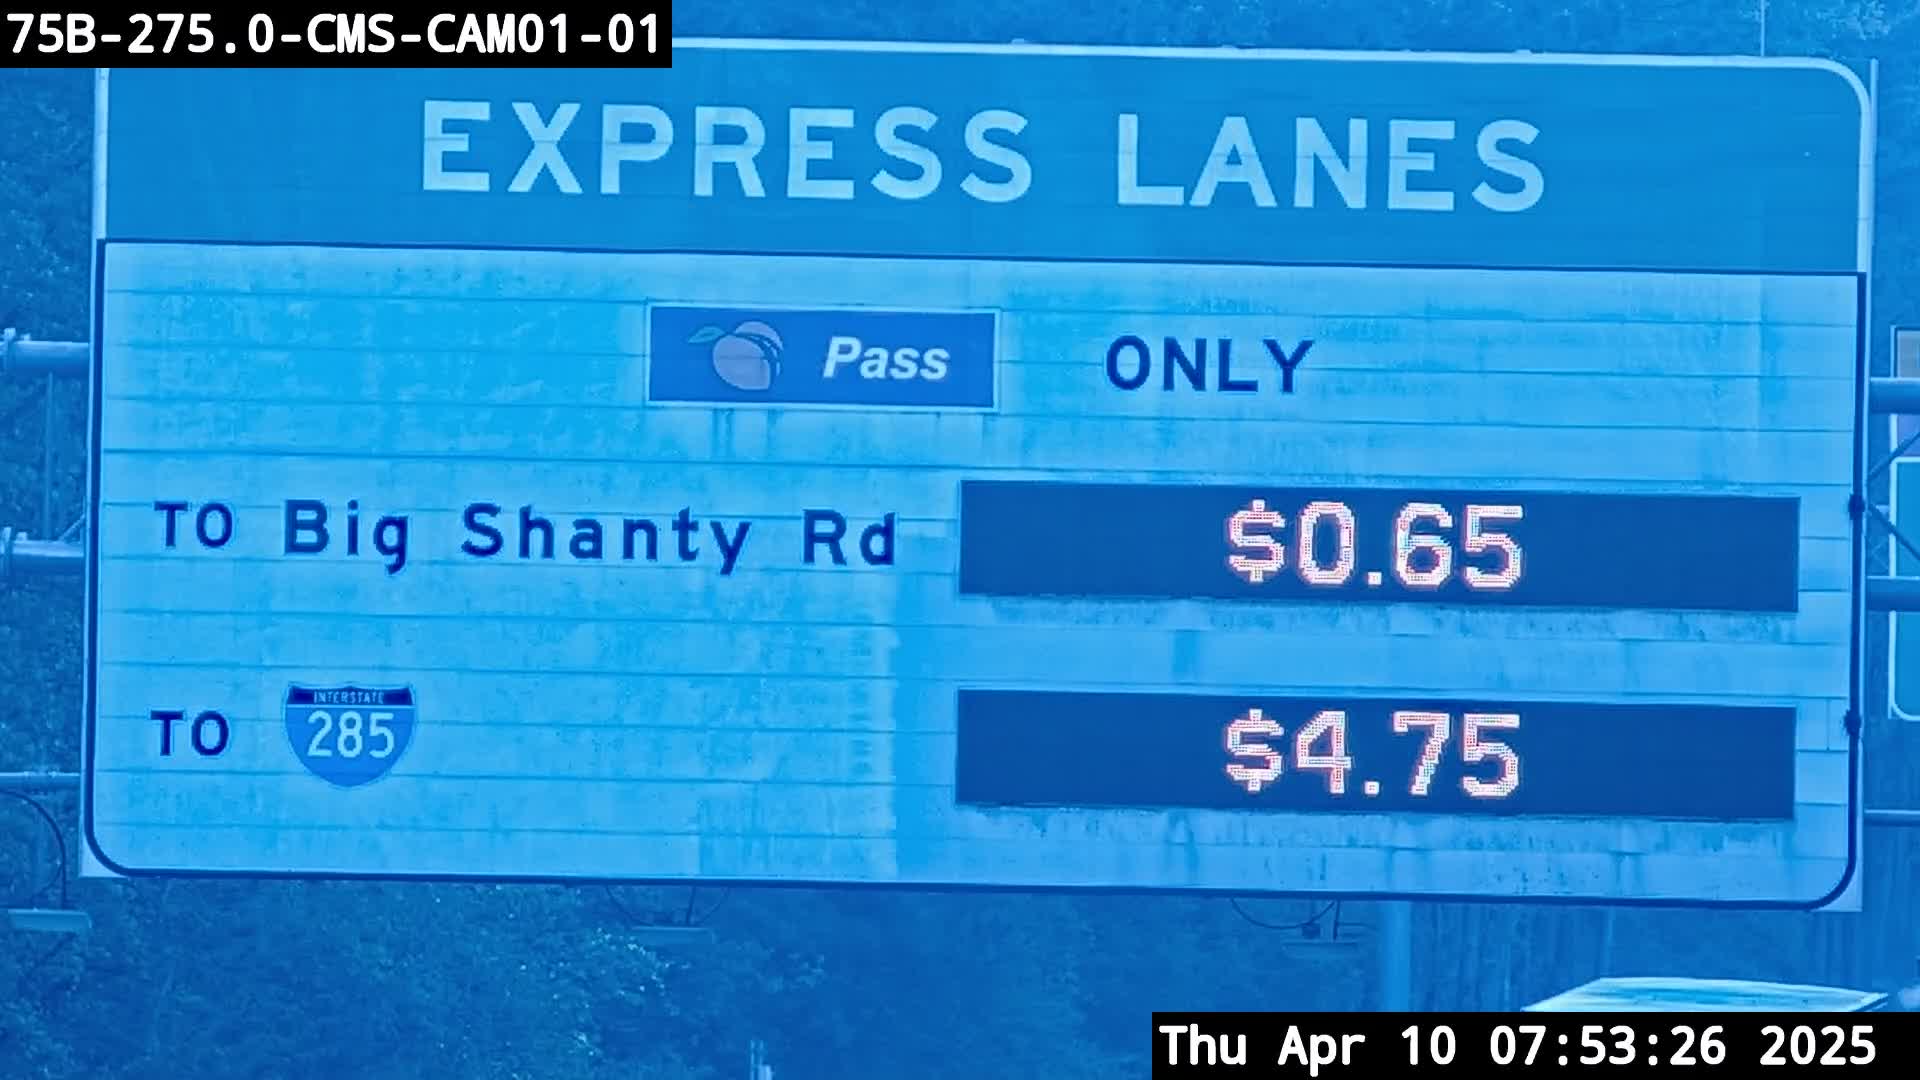 75B-275.0-CMS-CAM01-01
EXPRESS LANES
Pass ONLY
TO Big Shanty Rd $0.65
INTERSTATE
TO 285 $4.75
Thu Apr 10 07:53:26 2025